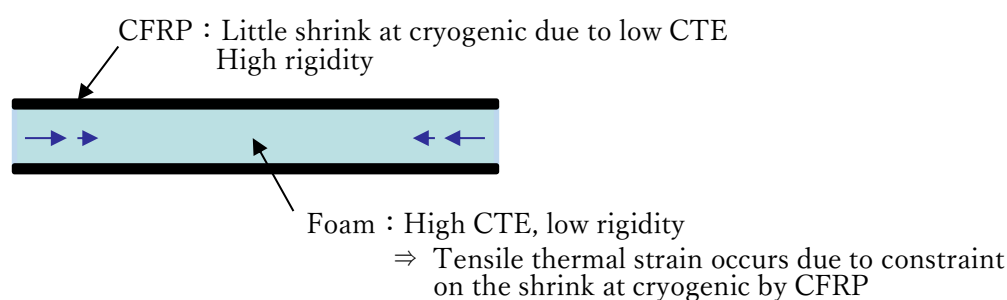 CFRP：Little shrink at cryogenic due to low CTE
High rigidity
Foam：High CTE, low rigidity
⇒ Tensile thermal strain occurs due to constraint
on the shrink at cryogenic by CFRP